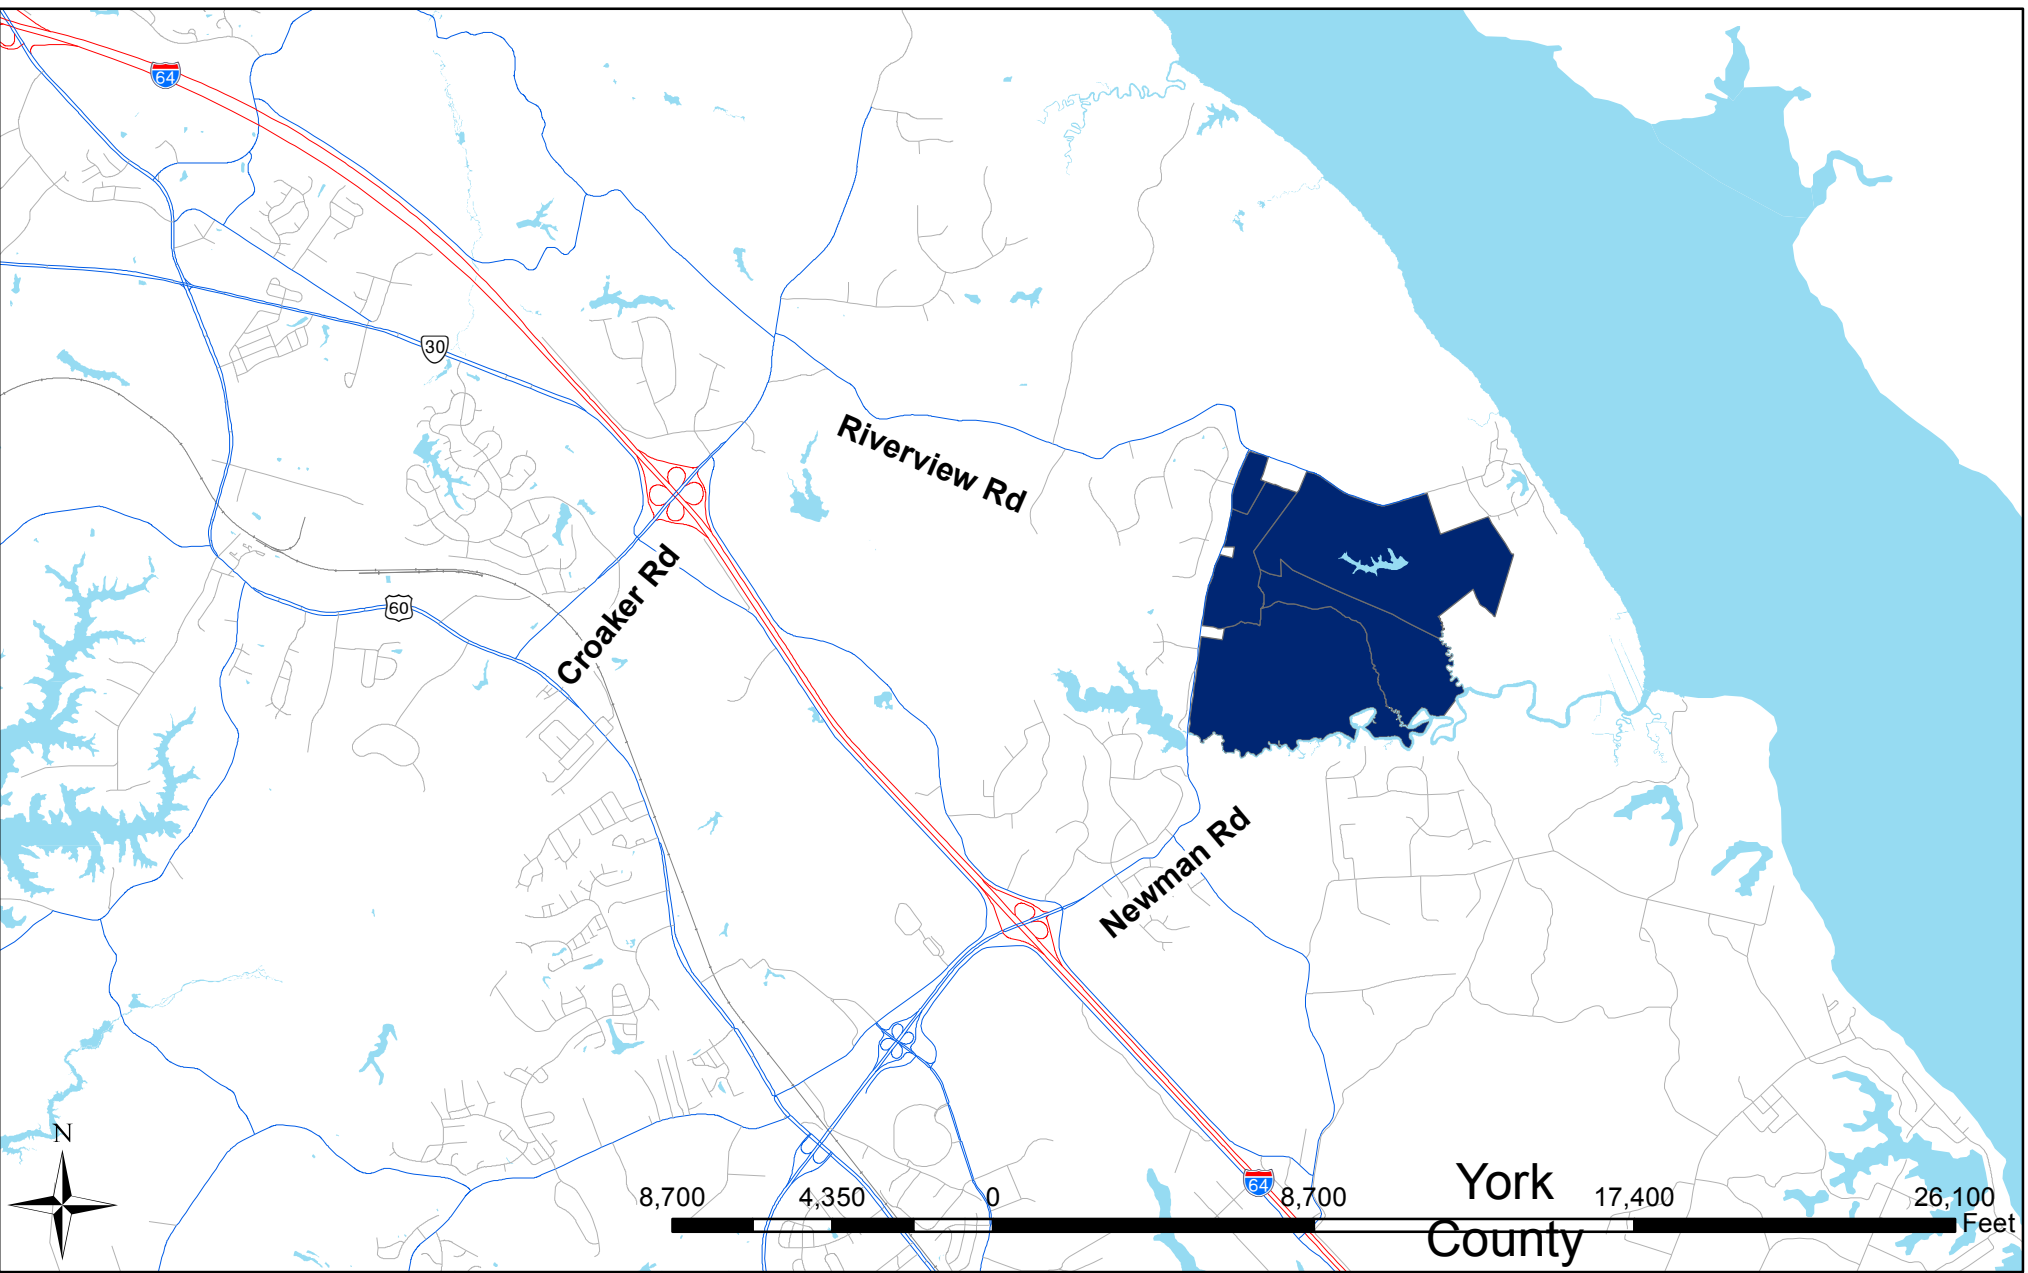 64
30
Riverview Rd
Croaker Rd
60
Newman Rd
N
64
York
County
8,700 4,350 0 8,700 17,400 26,100
Feet